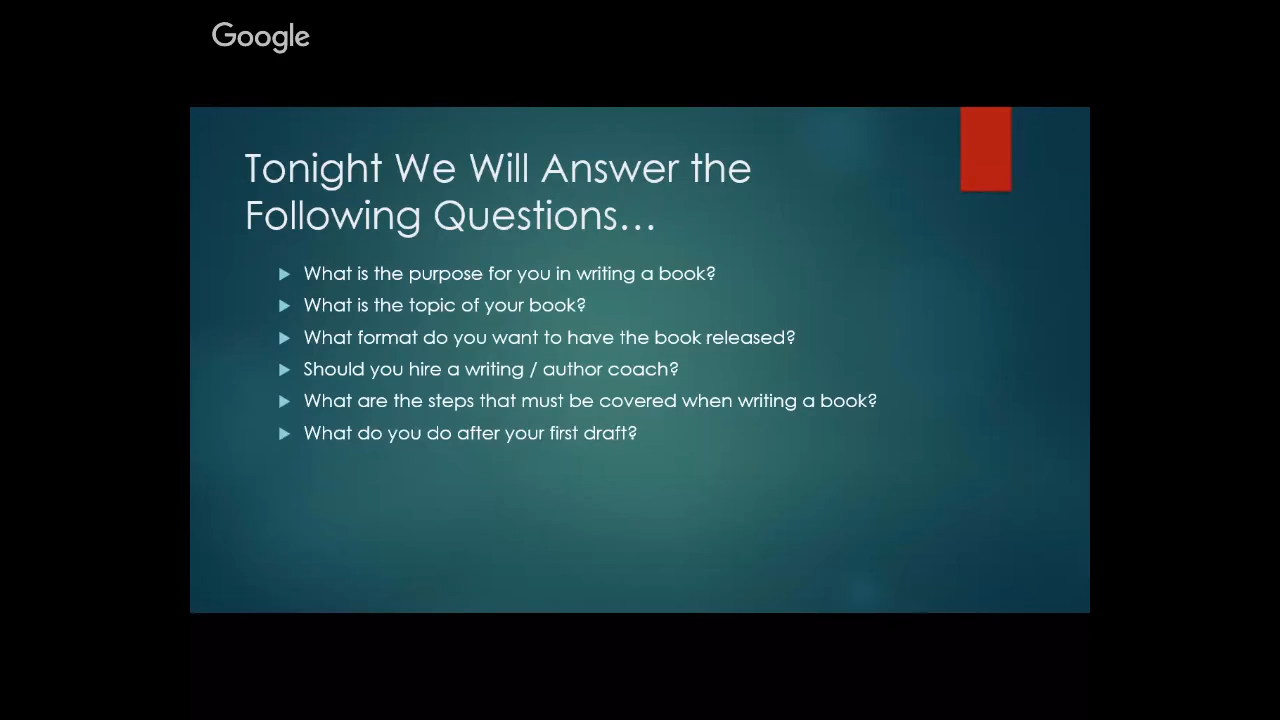 Google
Tonight We Will Answer the
Following Questions...
What is the purpose for you in writing a book?
What is the topic of your book?
What format do you want to have the book released?
Should you hire a writing / author coach?
What are the steps that must be covered when writing a book?
What do you do after your first draft?